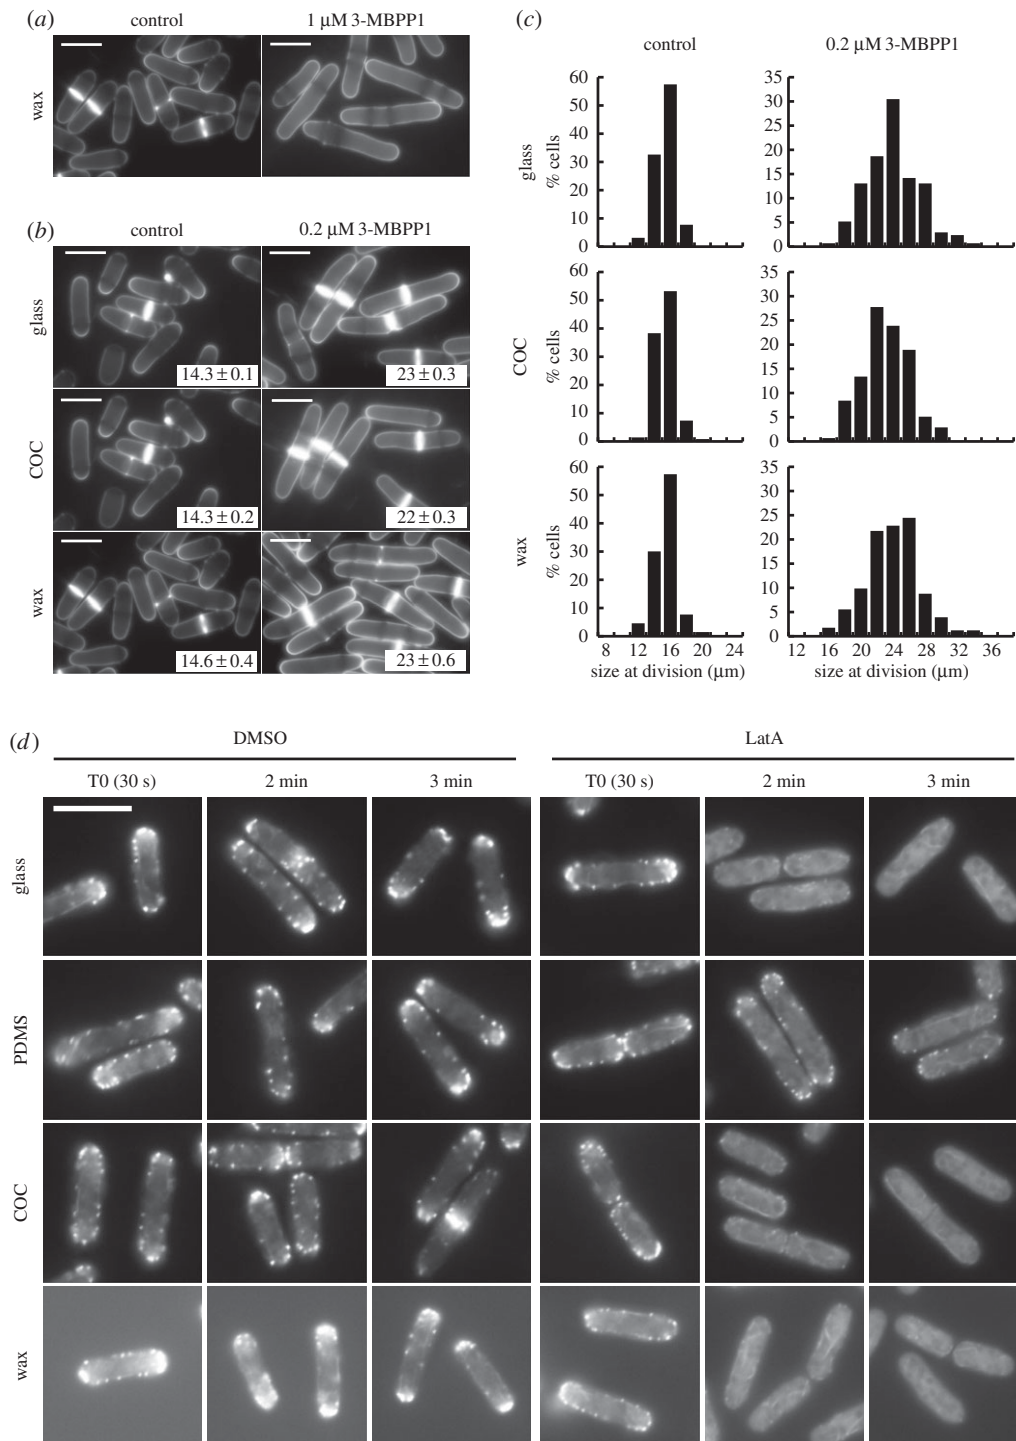 (a)
control
1 µM 3-MBPP1
wax
(b)
control
0.2 µM 3-MBPP1
glass
14.3 ± 0.1
23 ± 0.3
COC
14.3 ± 0.2
22 ± 0.3
wax
14.6 ± 0.4
23 ± 0.6
(c)
control
0.2 µM 3-MBPP1
glass
% cells
60
50
40
30
20
10
0
35
30
25
20
15
10
5
0
COC
% cells
60
50
40
30
20
10
0
35
30
25
20
15
10
5
0
wax
% cells
60
50
40
30
20
10
0
35
30
25
20
15
10
5
0
8 12 16 20 24
12 16 20 24 28 32 36
size at division (µm)
size at division (µm)
(d)
DMSO
LatA
T0 (30 s)
2 min
3 min
T0 (30 s)
2 min
3 min
glass
PDMS
COC
wax